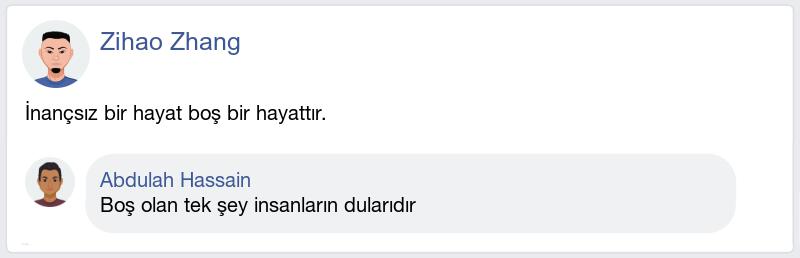 Zihao Zhang
İnançsız bir hayat boş bir hayattır.
Abdulah Hassain
Boş olan tek şey insanların dularıdır